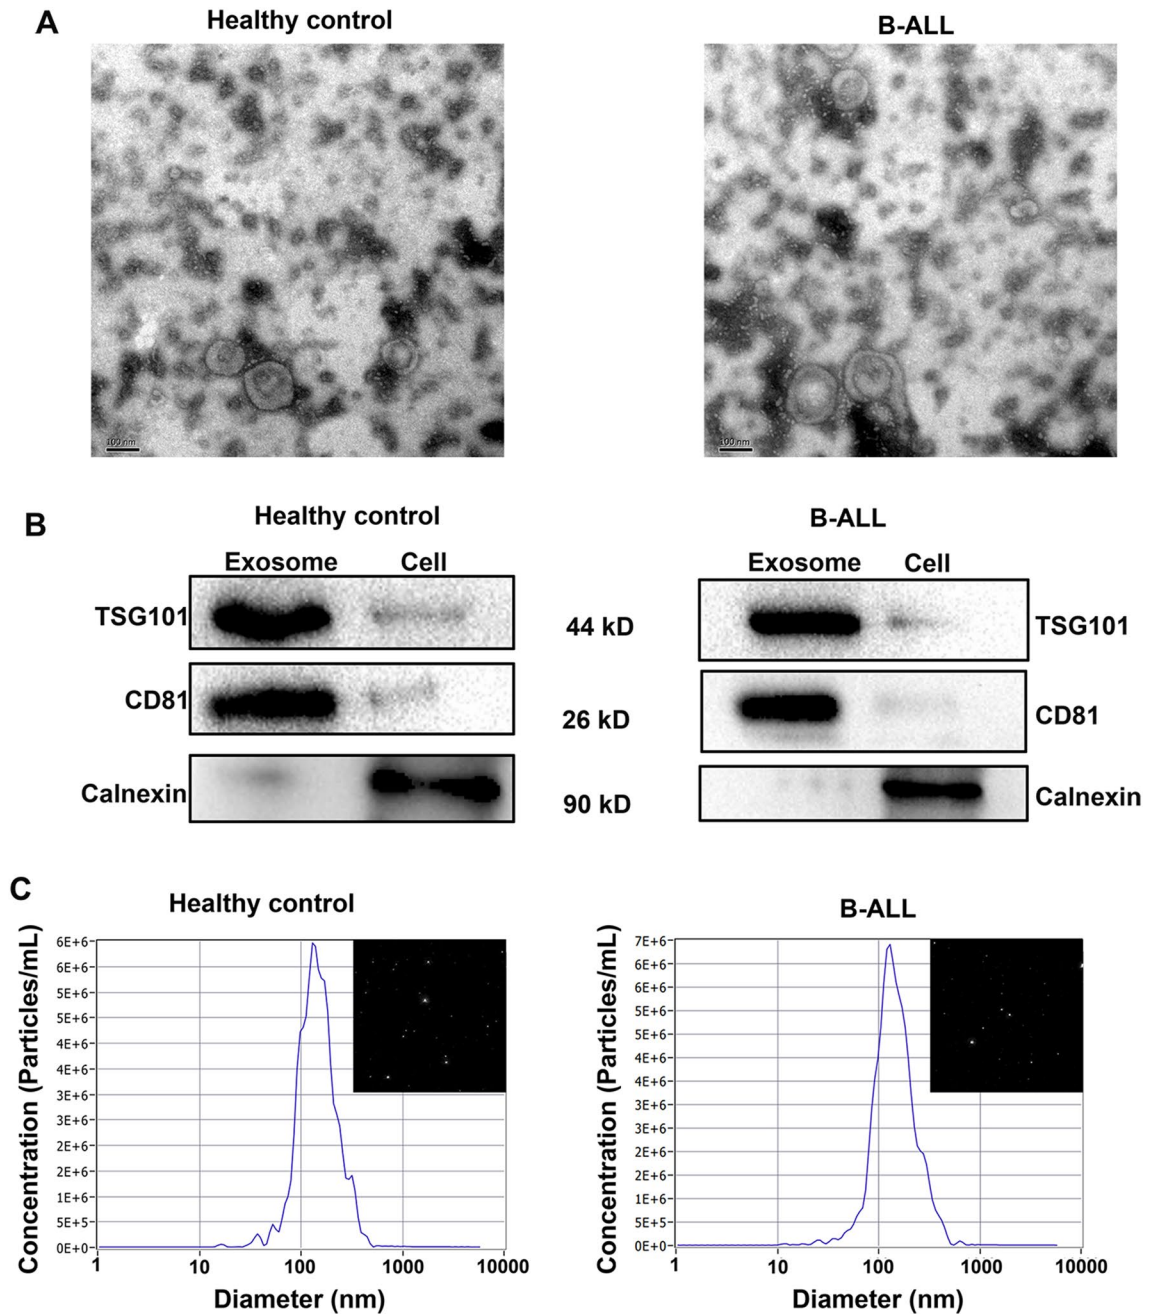 A
Healthy control
B-ALL
100 nm
100 nm
B
Healthy control
B-ALL
Exosome Cell
Exosome Cell
TSG101
44 kD
TSG101
CD81
26 kD
CD81
Calnexin
90 kD
Calnexin
C
Healthy control
B-ALL
Concentration (Particles/mL)
6E+6
6E+6
5E+6
5E+6
4E+6
4E+6
3E+6
3E+6
2E+6
2E+6
1E+6
5E+5
0E+0
1 10 100 1000 10000
Diameter (nm)
Concentration (Particles/mL)
7E+6
6E+6
6E+6
5E+6
5E+6
4E+6
4E+6
3E+6
3E+6
2E+6
2E+6
1E+6
5E+5
0E+0
1 10 100 1000 10000
Diameter (nm)